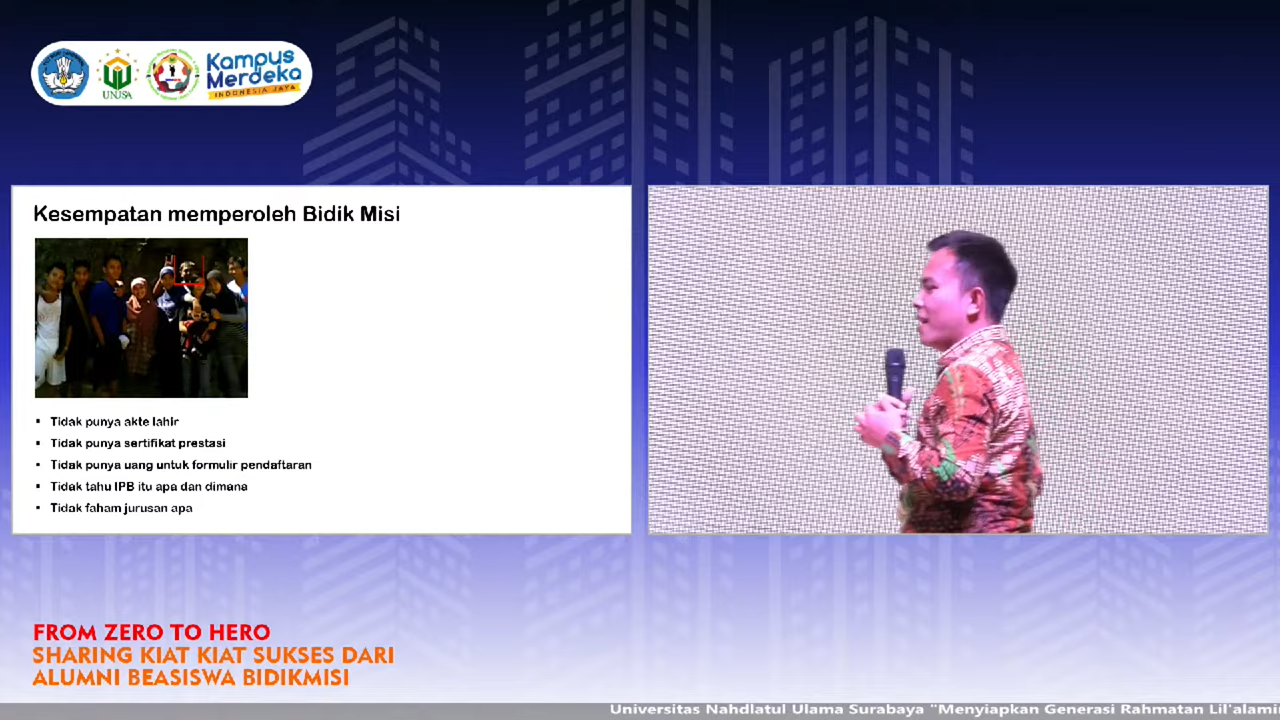 Kampus
Merdeka
INDONESIA JAYA
UNUSA
Kesempatan memperoleh Bidik Misi
▪ Tidak punya akte lahir
▪ Tidak punya sertifikat prestasi
▪ Tidak punya uang untuk formulir pendaftaran
▪ Tidak tahu IPB itu apa dan dimana
▪ Tidak faham jurusan apa
FROM ZERO TO HERO
SHARING KIAT KIAT SUKSES DARI
ALUMNI BEASISWA BIDIKMISI
Universitas Nahdlatul Ulama Surabaya "Menyiapkan Generasi Rahmatan Lil'alami